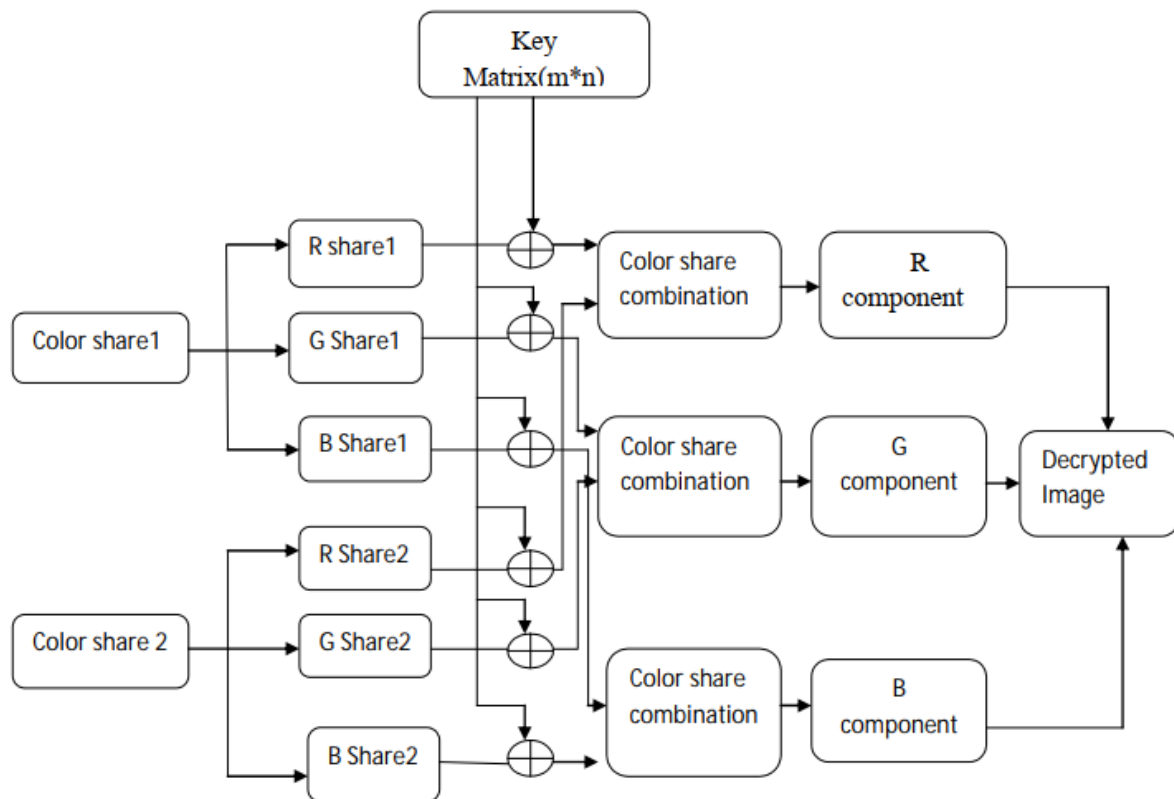 Key
Matrix(m*n)
R share1
Color share
combination
R
component
Color share1
G Share1
B Share1
Color share
combination
G
component
Decrypted
Image
R Share2
Color share 2
G Share2
Color share
combination
B
component
B Share2